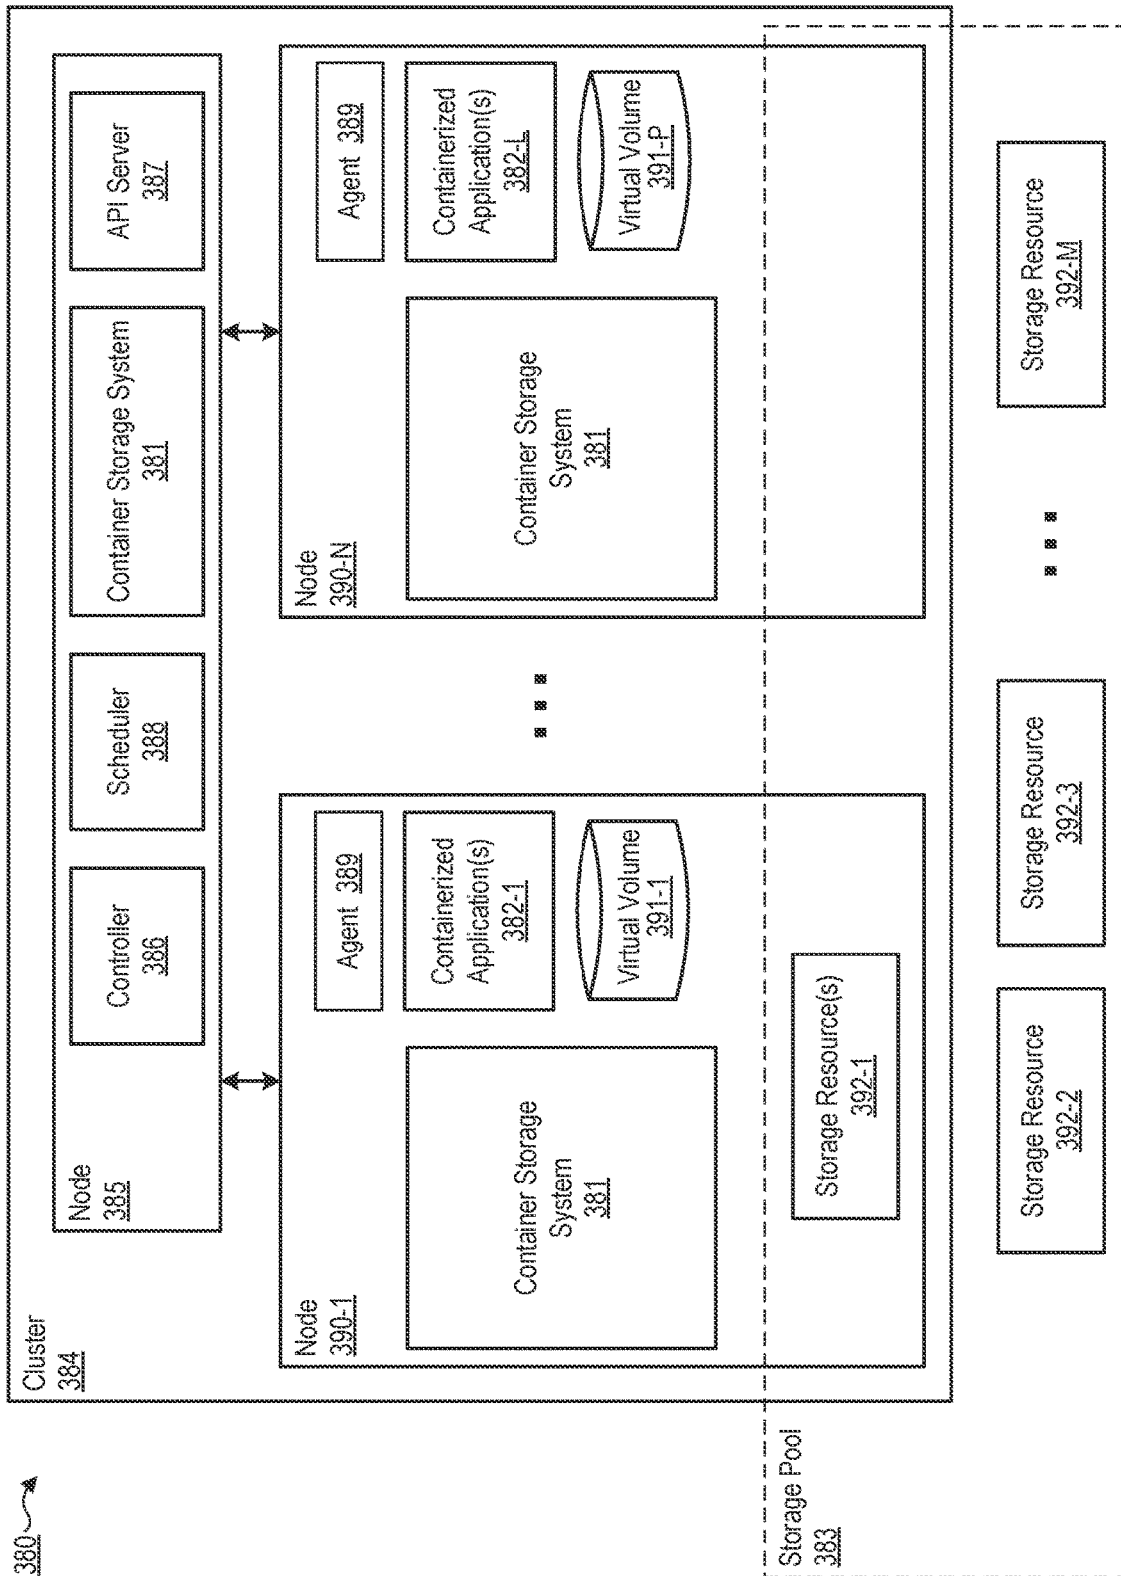 380
Cluster
384
Node
385
Controller
386
Scheduler
388
Container Storage System
381
API Server
387
Node
390-1
Agent 389
Container Storage
System
381
Containerized
Application(s)
382-1
Virtual Volume
391-1
Storage Resource(s)
392-1
Node
390-N
Agent 389
Container Storage
System
381
Containerized
Application(s)
382-L
Virtual Volume
391-P
Storage Pool
383
Storage Resource
392-2
Storage Resource
392-3
Storage Resource
392-M